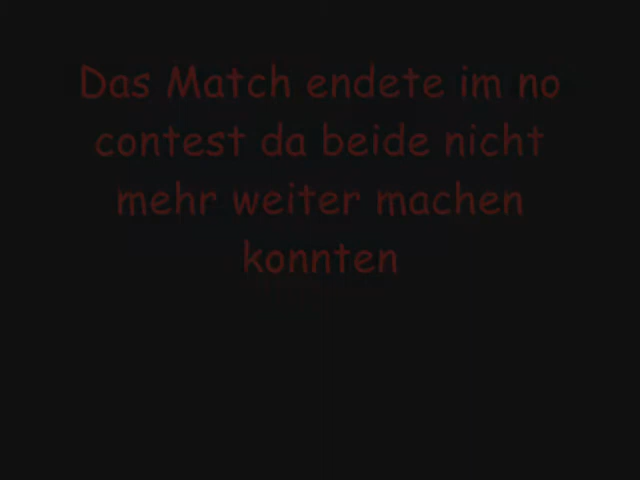 Das Match endete im no
contest da beide nicht
mehr weiter machen
konnten